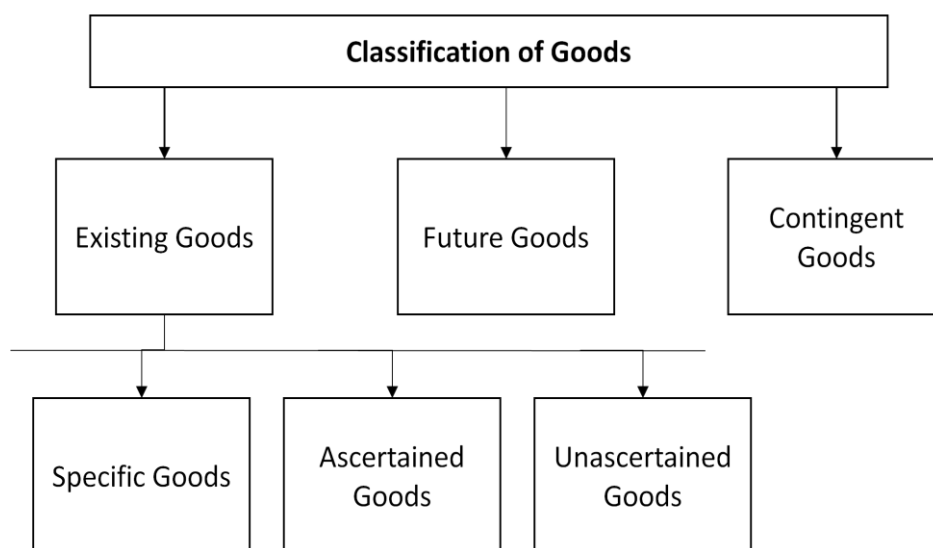 Classification of Goods
Existing Goods
Future Goods
Contingent
Goods
Specific Goods
Ascertained
Goods
Unascertained
Goods